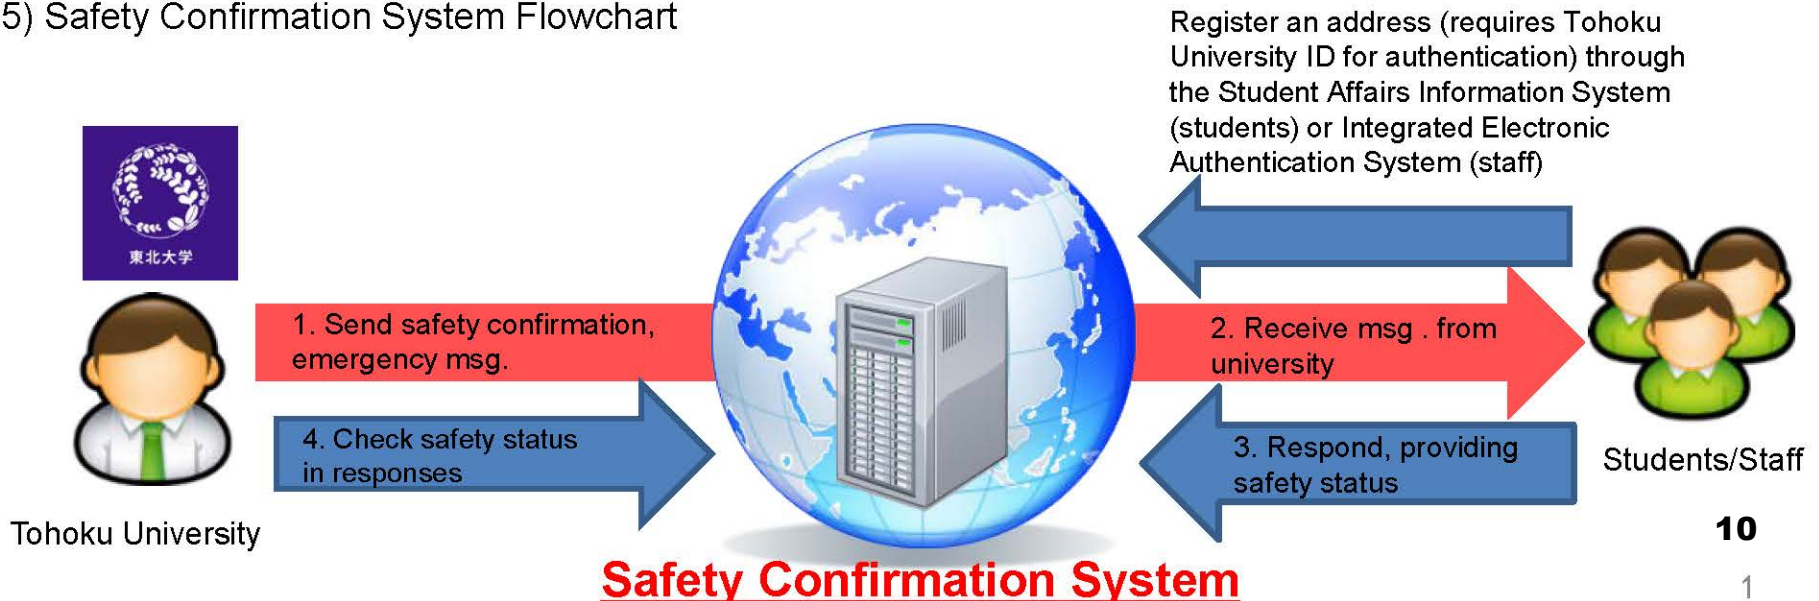 5) Safety Confirmation System Flowchart
Register an address (requires Tohoku
University ID for authentication) through
the Student Affairs Information System
(students) or Integrated Electronic
Authentication System (staff)
東北大学
1. Send safety confirmation,
emergency msg.
2. Receive msg . from
university
4. Check safety status
in responses
3. Respond, providing
safety status
Students/Staff
Tohoku University
10
Safety Confirmation System
1